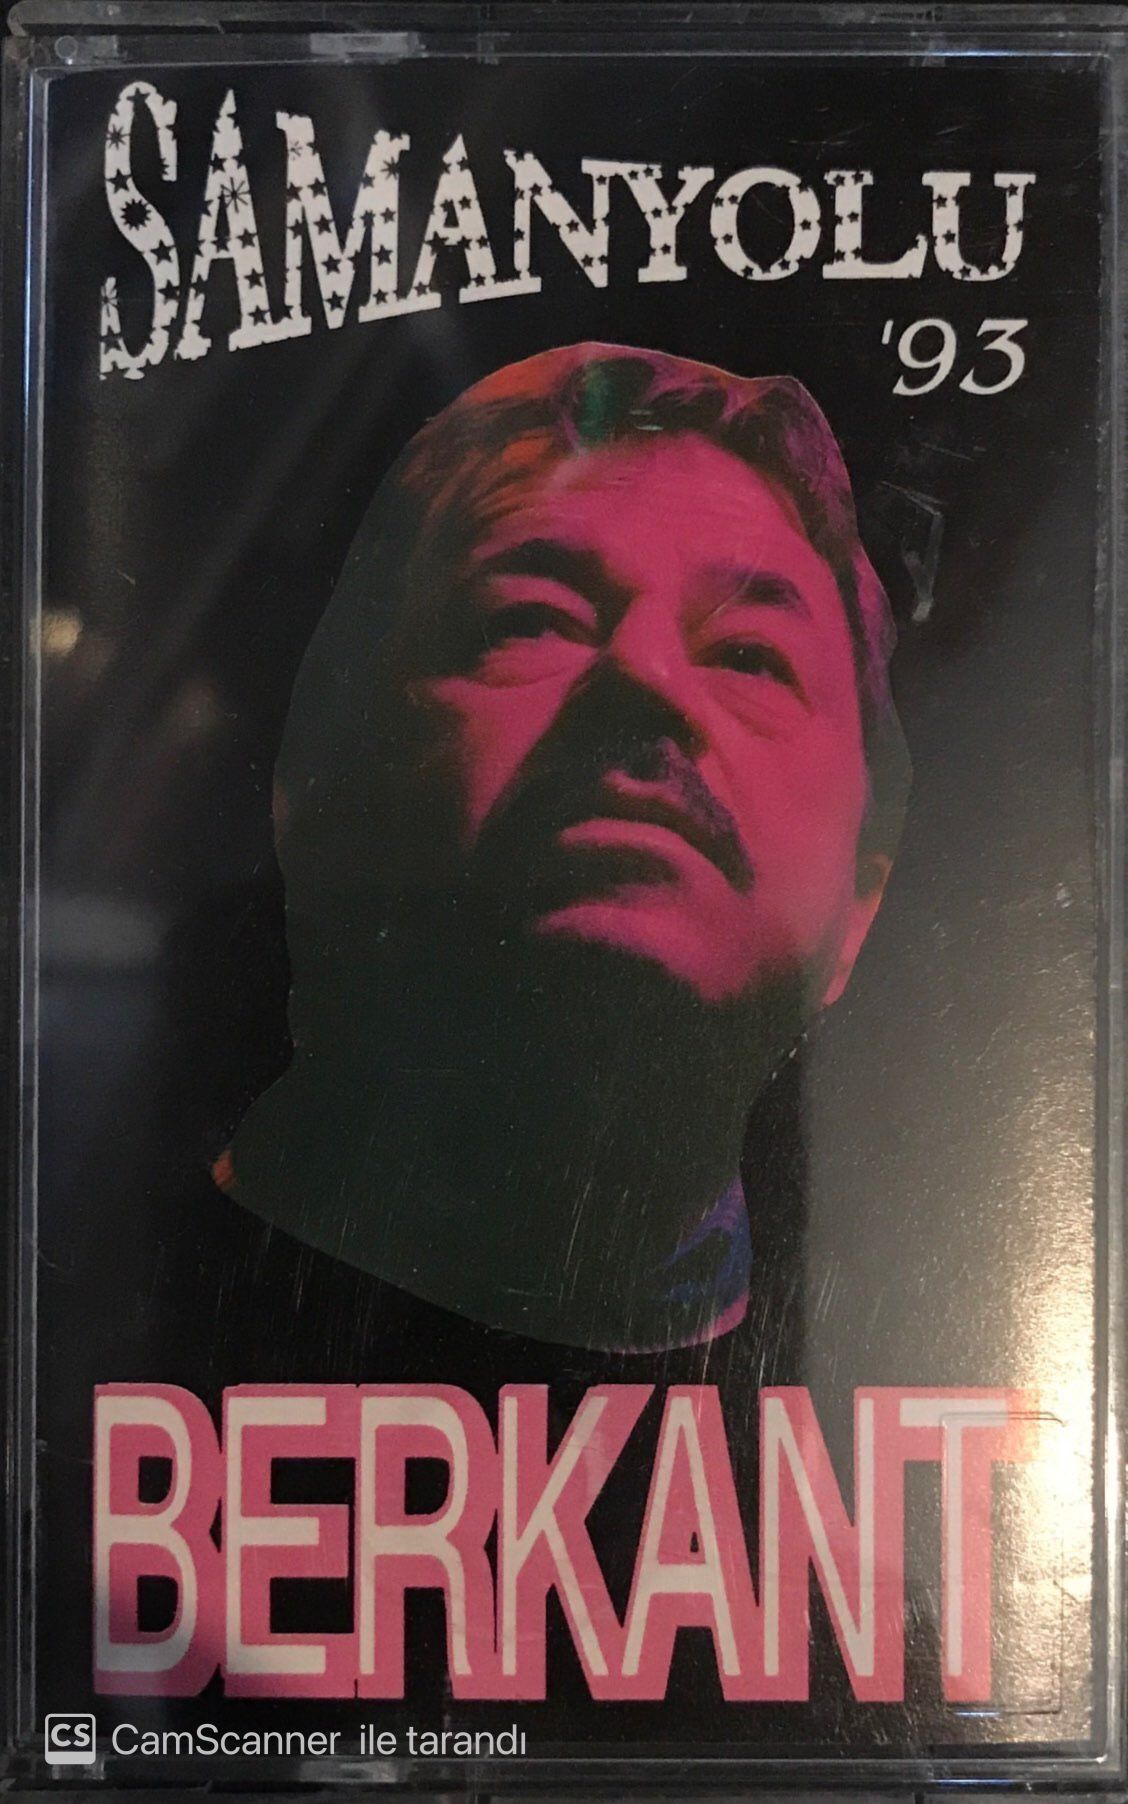 SAMANYOLU
'93
BERKANT
CS CamScanner ile tarandı